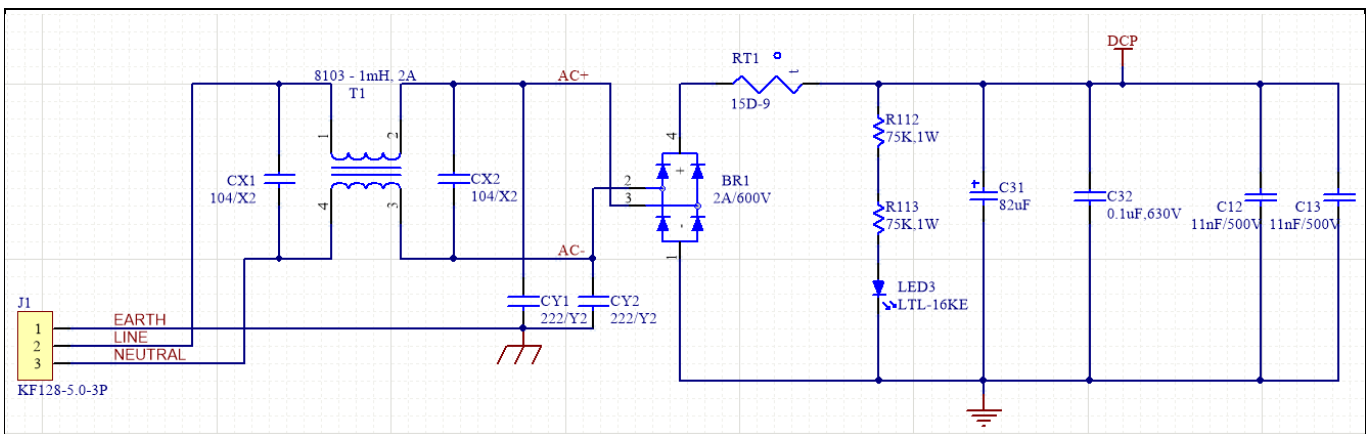 DCP
RT1
t
15D-9
8103 - 1mH, 2A
T1
AC+
1
2
4
3
CX1
104/X2
CX2
104/X2
R112
75K,1W
4
+
2
3
-
1
BR1
2A/600V
+
C31
82uF
C32
0.1uF,630V
C12
11nF/500V
C13
11nF/500V
R113
75K,1W
AC-
LED3
LTL-16KE
CY1
222/Y2
CY2
222/Y2
J1
1
2
3
EARTH
LINE
NEUTRAL
KF128-5.0-3P